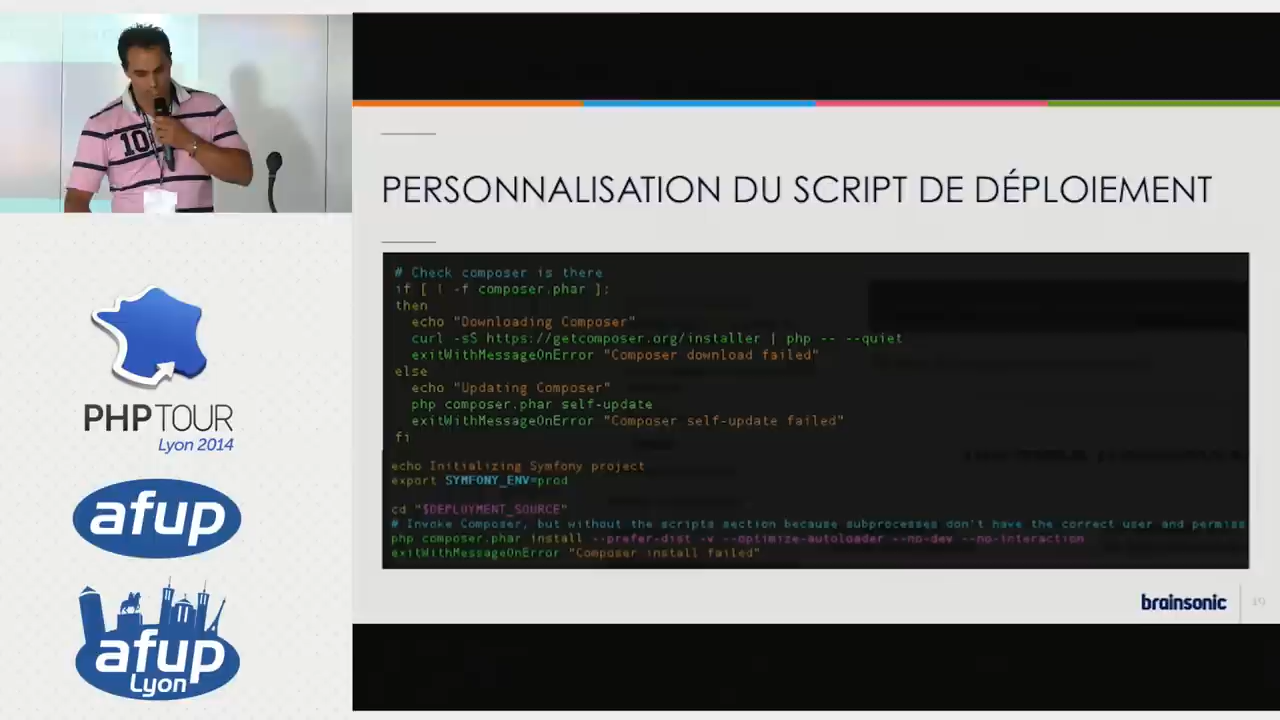 10
PERSONNALISATION DU SCRIPT DE DÉPLOIEMENT
# Check composer is there
if [ ! -f composer.phar ];
then
echo "Downloading Composer"
curl -sS https://getcomposer.org/installer | php -- --quiet
exitWithMessageOnError "Composer download failed"
else
echo "Updating Composer"
php composer.phar self-update
exitWithMessageOnError "Composer self-update failed"
fi
echo Initializing Symfony project
export SYMFONY_ENV=prod
cd "$DEPLOYMENT_SOURCE"
# Invoke Composer, but without the scripts section because subprocesses don't have the correct user and permiss
php composer.phar install --prefer-dist -v --optimize-autoloader --no-dev --no-interaction
exitWithMessageOnError "Composer install failed"
brainsonic
19
PHP TOUR
Lyon 2014
afup
afup
Lyon